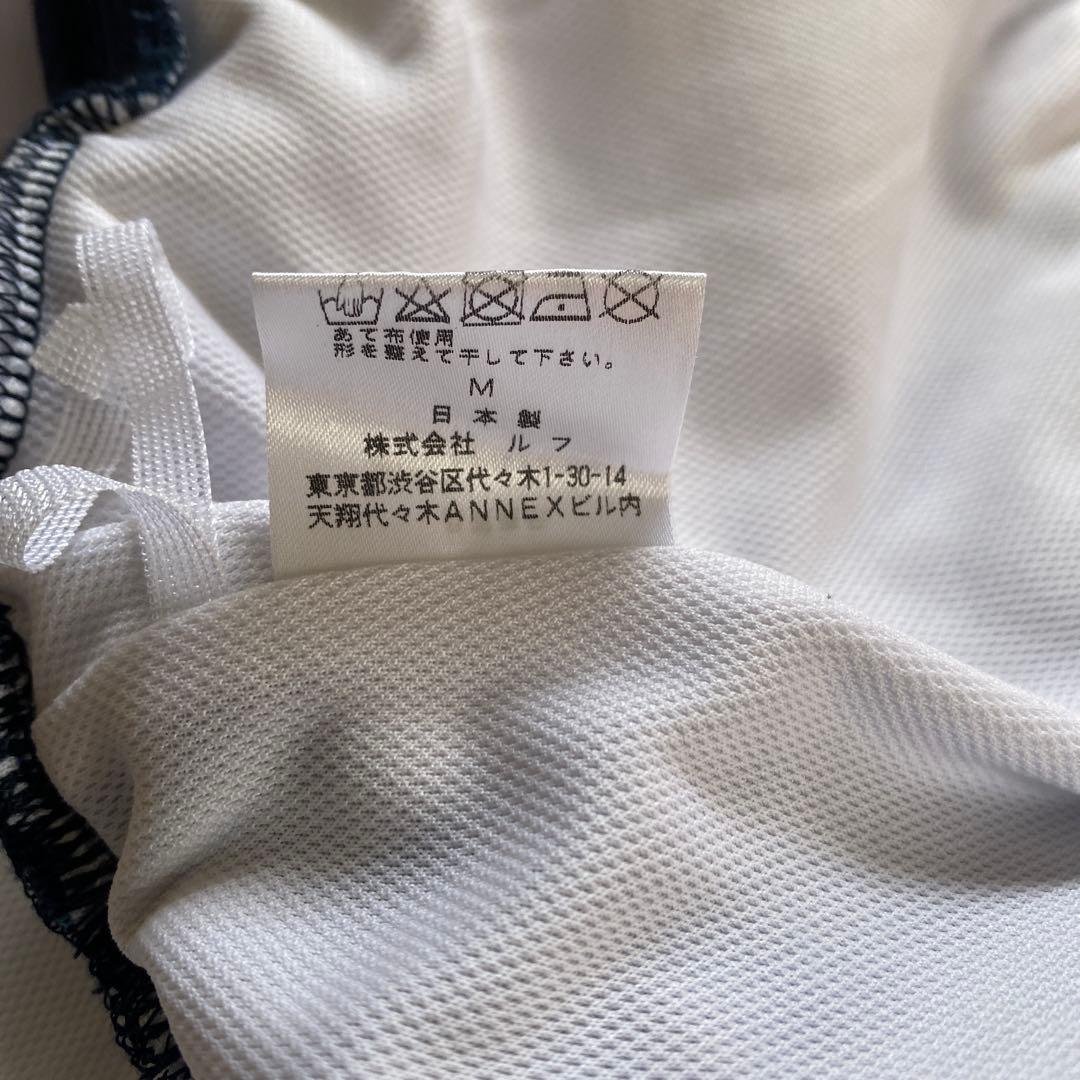 あて布使用
形を整えて干して下さい。
M
日本製
株式会社 ルフ
東京都渋谷区代々木1-30-14
天翔代々木ANNEXビル内